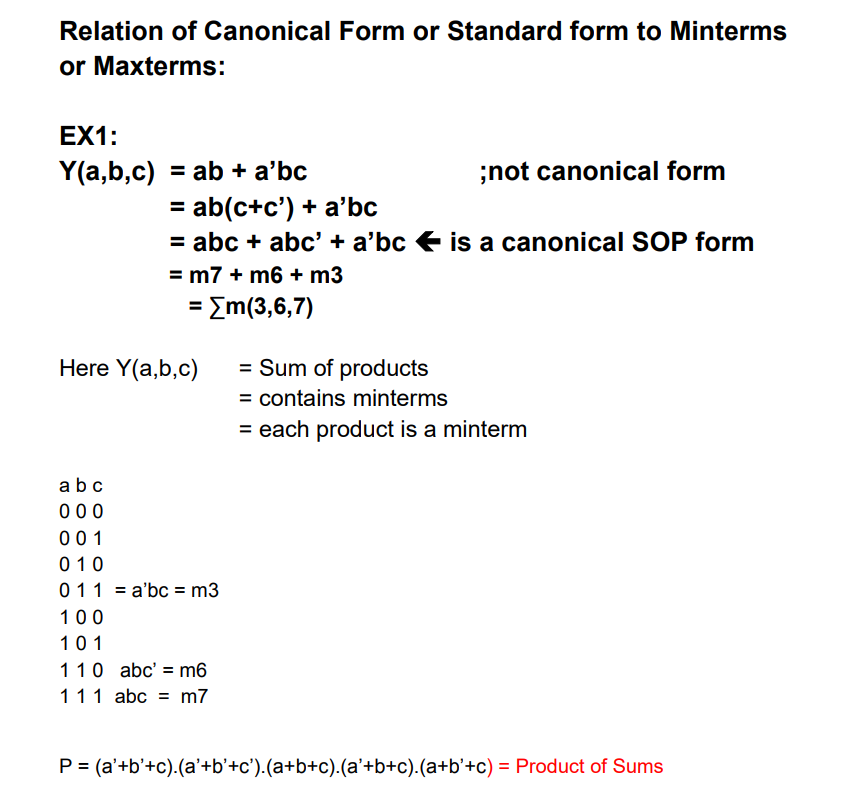 Relation of Canonical Form or Standard form to Minterms
or Maxterms:
EX1:
Y(a,b,c) = ab + a’bc ;not canonical form
= ab(c+c’) + a’bc
= abc + abc’ + a’bc 🡸 is a canonical SOP form
= m7 + m6 + m3
= ∑m(3,6,7)
Here Y(a,b,c) = Sum of products
= contains minterms
= each product is a minterm
a b c
0 0 0
0 0 1
0 1 0
0 1 1 = a’bc = m3
1 0 0
1 0 1
1 1 0 abc’ = m6
1 1 1 abc = m7
P = (a’+b’+c).(a’+b’+c’).(a+b+c).(a’+b+c).(a+b’+c) = Product of Sums